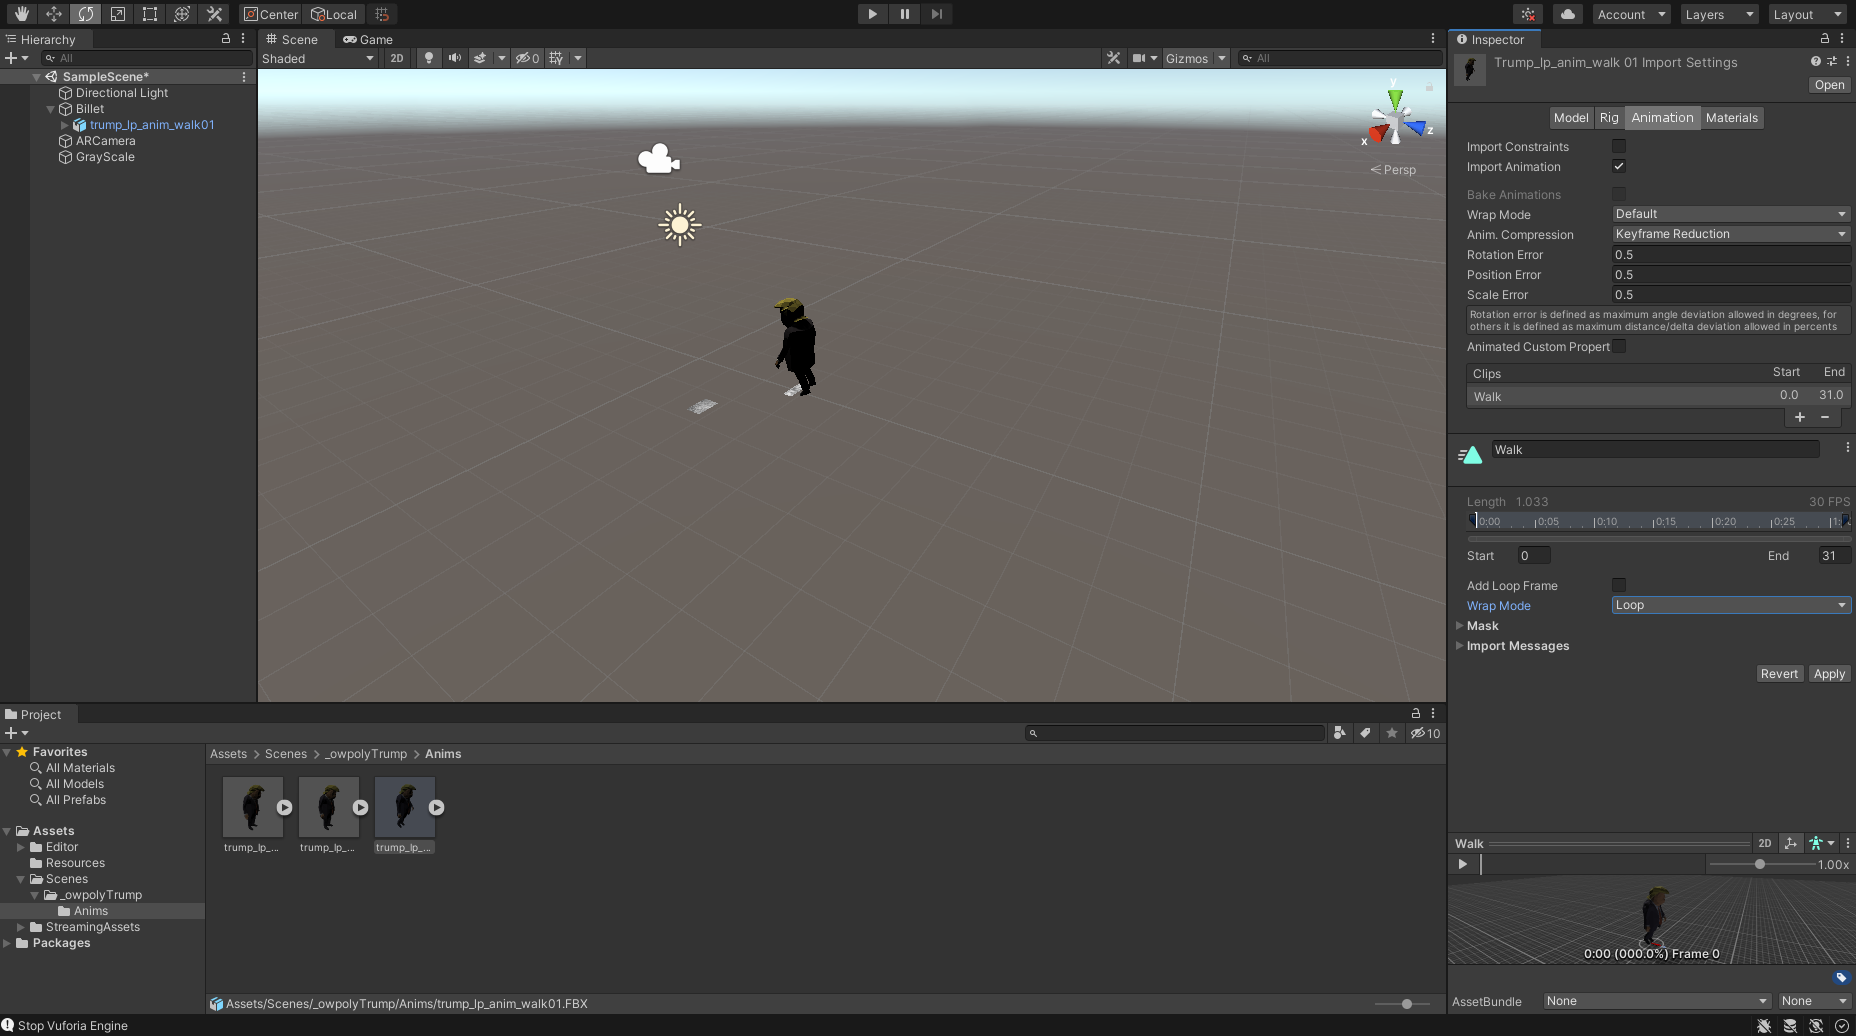 Center Local Account Layers Layout
Hierarchy
All
SampleScene*
Directional Light
Billet
trump_lp_anim_walk01
ARCamera
GrayScale
Scene Game
Shaded 2D 0 Gizmos All
y
x
z
Persp
Inspector
Trump_lp_anim_walk 01 Import Settings
Open
Model Rig Animation Materials
Import Constraints
Import Animation
Bake Animations
Wrap Mode Default
Anim. Compression Keyframe Reduction
Rotation Error 0.5
Position Error 0.5
Scale Error 0.5
Rotation error is defined as maximum angle deviation allowed in degrees, for
others it is defined as maximum distance/delta deviation allowed in percents
Animated Custom Propert
Clips Start End
Walk 0.0 31.0
Walk
Length 1.033 30 FPS
0:00 0:05 0:10 0:15 0:20 0:25 1:
Start 0 End 31
Add Loop Frame
Wrap Mode Loop
Mask
Import Messages
Revert Apply
Project
10
Favorites
All Materials
All Models
All Prefabs
Assets
Editor
Resources
Scenes
_owpolyTrump
Anims
StreamingAssets
Packages
Assets > Scenes > _owpolyTrump > Anims
trump_lp_... trump_lp_... trump_lp_...
Assets/Scenes/_owpolyTrump/Anims/trump_lp_anim_walk01.FBX
Walk 2D
1.00x
0:00 (000.0%) Frame 0
AssetBundle None None
Stop Vuforia Engine